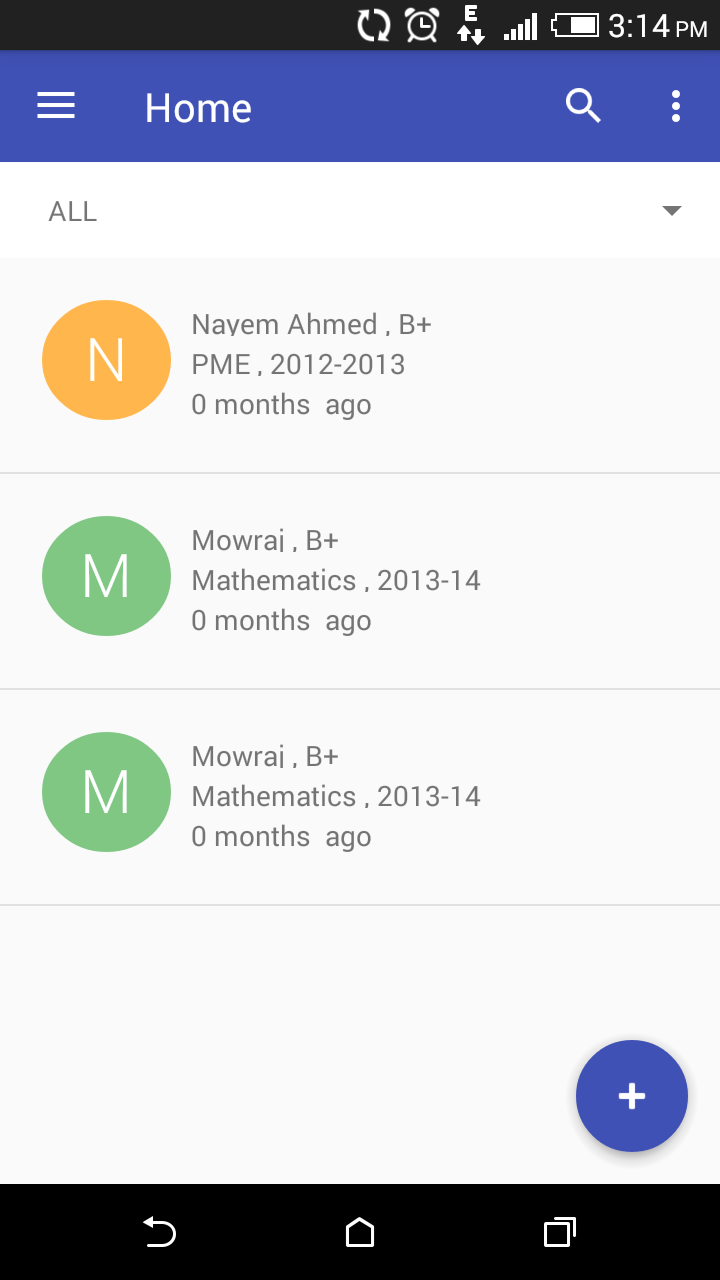 E
3:14 PM
Home
ALL
N
Nayem Ahmed , B+
PME , 2012-2013
0 months  ago
M
Mowraj , B+
Mathematics , 2013-14
0 months  ago
M
Mowraj , B+
Mathematics , 2013-14
0 months  ago
+